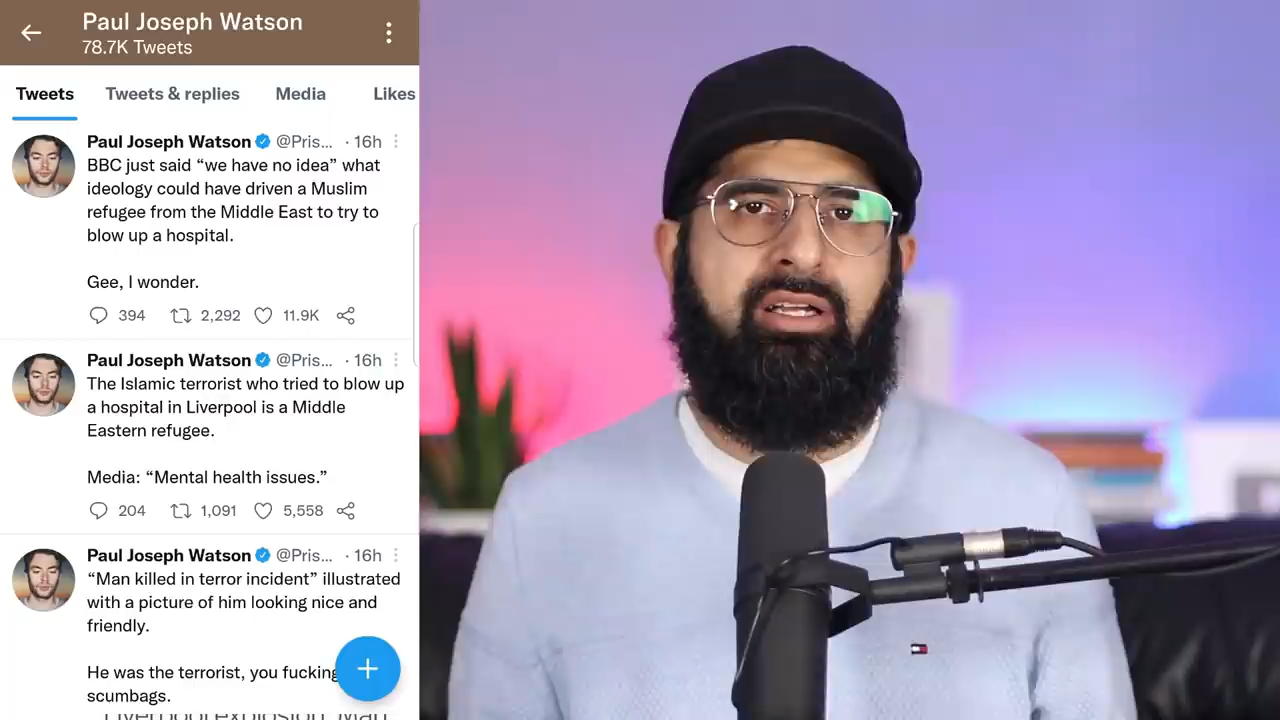 Paul Joseph Watson
78.7K Tweets
Tweets Tweets & replies Media Likes
Paul Joseph Watson @Pris... · 16h
BBC just said “we have no idea” what
ideology could have driven a Muslim
refugee from the Middle East to try to
blow up a hospital.
Gee, I wonder.
394 2,292 11.9K
Paul Joseph Watson @Pris... · 16h
The Islamic terrorist who tried to blow up
a hospital in Liverpool is a Middle
Eastern refugee.
Media: “Mental health issues.”
204 1,091 5,558
Paul Joseph Watson @Pris... · 16h
“Man killed in terror incident” illustrated
with a picture of him looking nice and
friendly.
He was the terrorist, you fucking
scumbags.
Liverpool explosion: Man